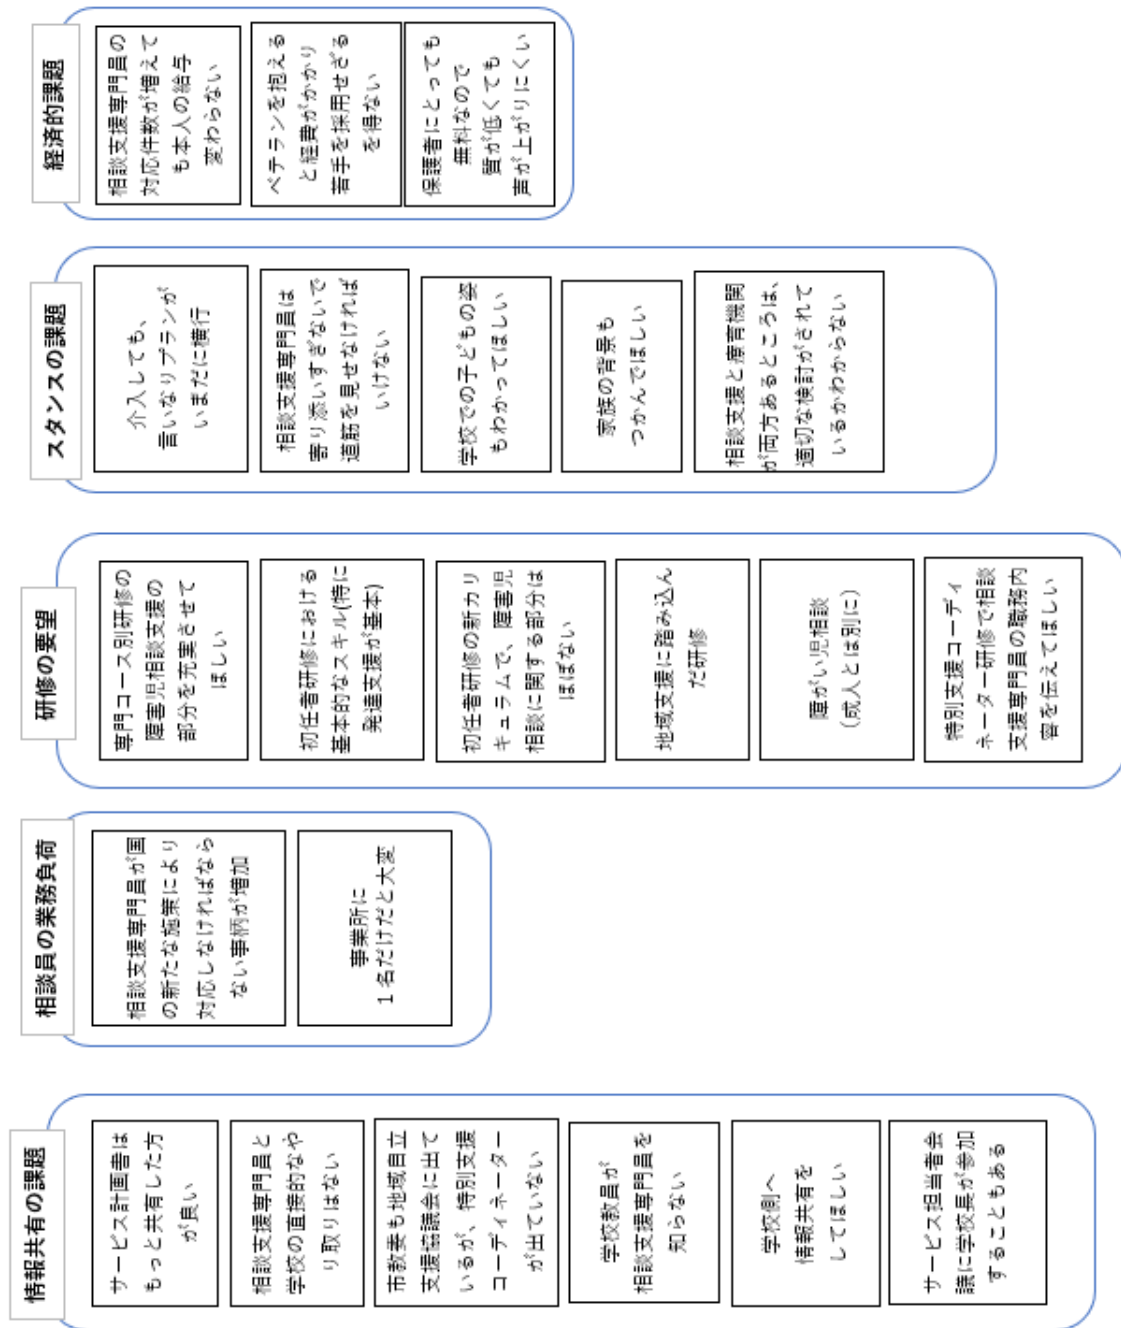 情報共有の課題
サービス計画書は
もっと共有した方
が良い
相談支援専門員と
学校の直接的なや
り取りはない
市教委も地域自立
支援協議会に出て
いるが、特別支援
コーディネーター
が出ていない
学校教員が
相談支援専門員を
知らない
学校側へ
情報共有を
してほしい
サービス担当者会
議に学校長が参加
することもある
相談員の業務負荷
相談支援専門員が国
の新たな施策により
対応しなければなら
ない事柄が増加
事業所に
1名だけだと大変
研修の要望
専門コース別研修の
障害児相談支援の
部分を充実させて
ほしい
初任者研修における
基本的なスキル(特に
発達支援が基本)
初任者研修の新カリ
キュラムで、障害児
相談に関する部分は
ほぼない
地域支援に踏み込ん
だ研修
障がい児相談
(成人とは別に)
特別支援コーディ
ネーター研修で相談
支援専門員の職務内
容を伝えてほしい
スタンスの課題
介入しても、
言いなりプランが
いまだに横行
相談支援専門員は
寄り添いすぎないで
道筋を見せなければ
いけない
学校での子どもの姿
もわかってほしい
家族の背景も
つかんでほしい
相談支援と療育機関
が両方あるところは、
適切な検討がされて
いるかわからない
経済的課題
相談支援専門員の
対応件数が増えて
も本人の給与
変わらない
ベテランを抱える
と経費がかかり
若手を採用せざる
を得ない
保護者にとっても
無料なので
質が低くても
声が上がりにくい